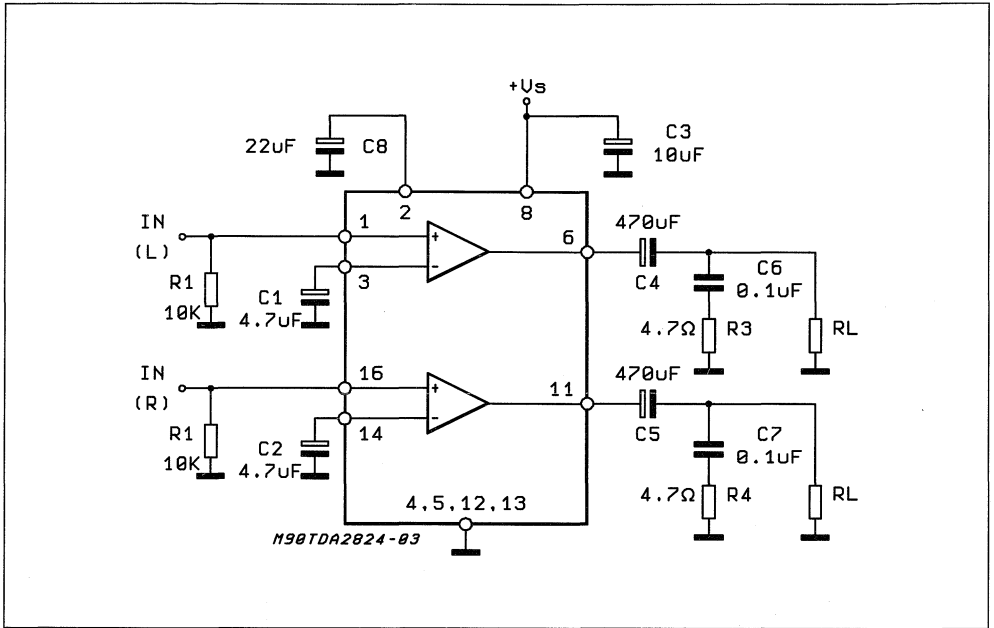 +Vs
22uF
C8
C3
10uF
2
8
IN
(L)
1
6
470uF
3
R1
10K
C1
4.7uF
C4
C6
0.1uF
4.7Ω
R3
RL
IN
(R)
16
11
470uF
14
R1
10K
C2
4.7uF
C5
C7
0.1uF
4.7Ω
R4
RL
4,5,12,13
M90TDA2824-03
+
-
+
-